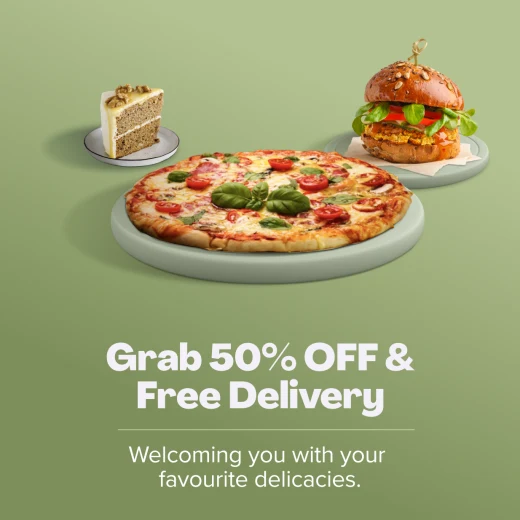 Grab 50% OFF &
Free Delivery
Welcoming you with your
favourite delicacies.